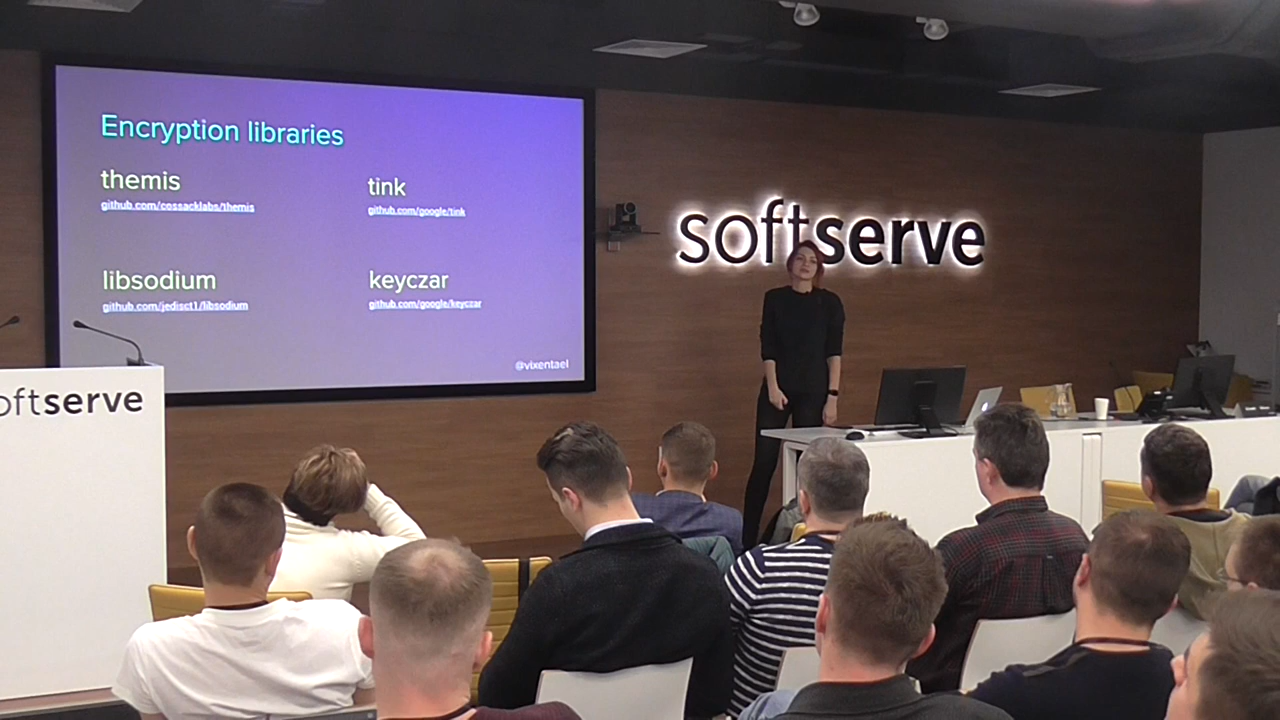 Encryption libraries
themis
github.com/cossacklabs/themis
tink
github.com/google/tink
libsodium
github.com/jedisct1/libsodium
keyczar
github.com/google/keyczar
@vixentael
softserve
oftserve